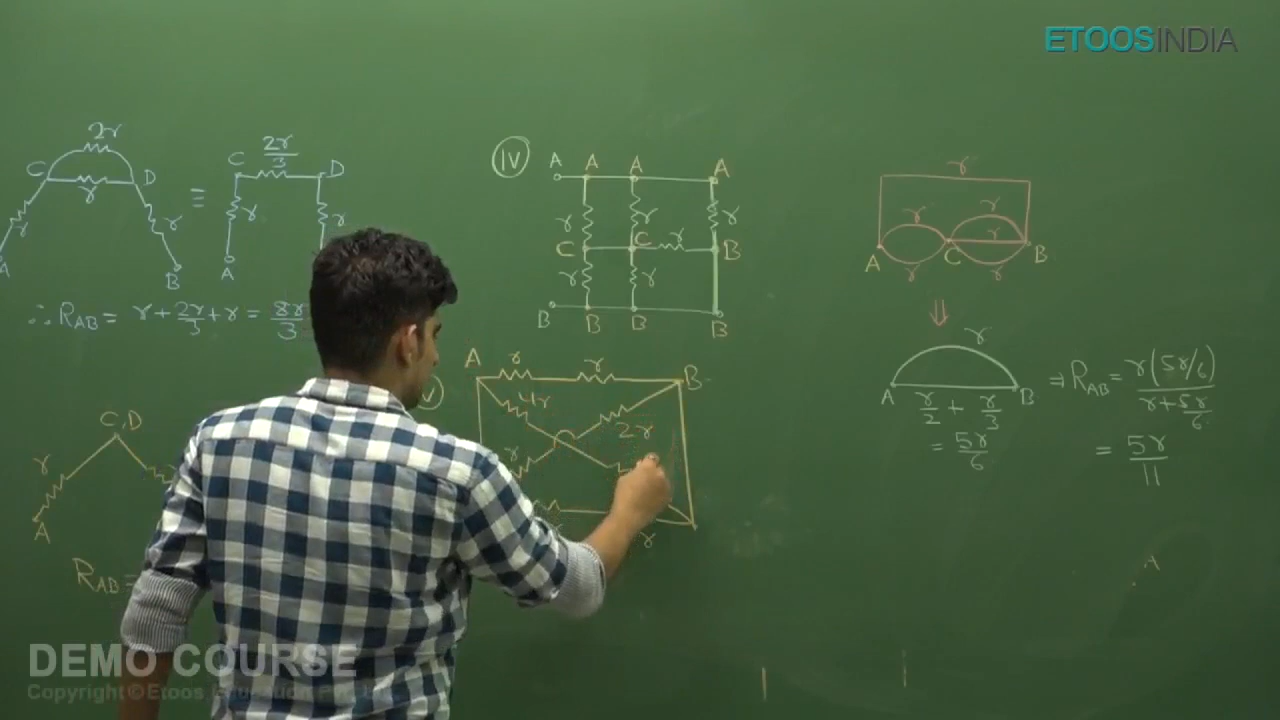 ETOOSINDIA
2r
C
D
r
r
r
A
B
≡
2r/3
C
D
r
r
A
∴ R_AB = r + 2r/3 + r = 8r/3
C,D
r
A
R_AB =
IV
A A A A
r r r
C C r B
r r
B B B B
A r r B
4r
2r
r
r
r
r r
r
A r C r B
⇓
r
A B
r/2 + r/3
= 5r/6
⇒ R_AB = r(5r/6) / r + 5r/6
= 5r/11
A
DEMO COURSE
Copyright©Etoos Education Pvt